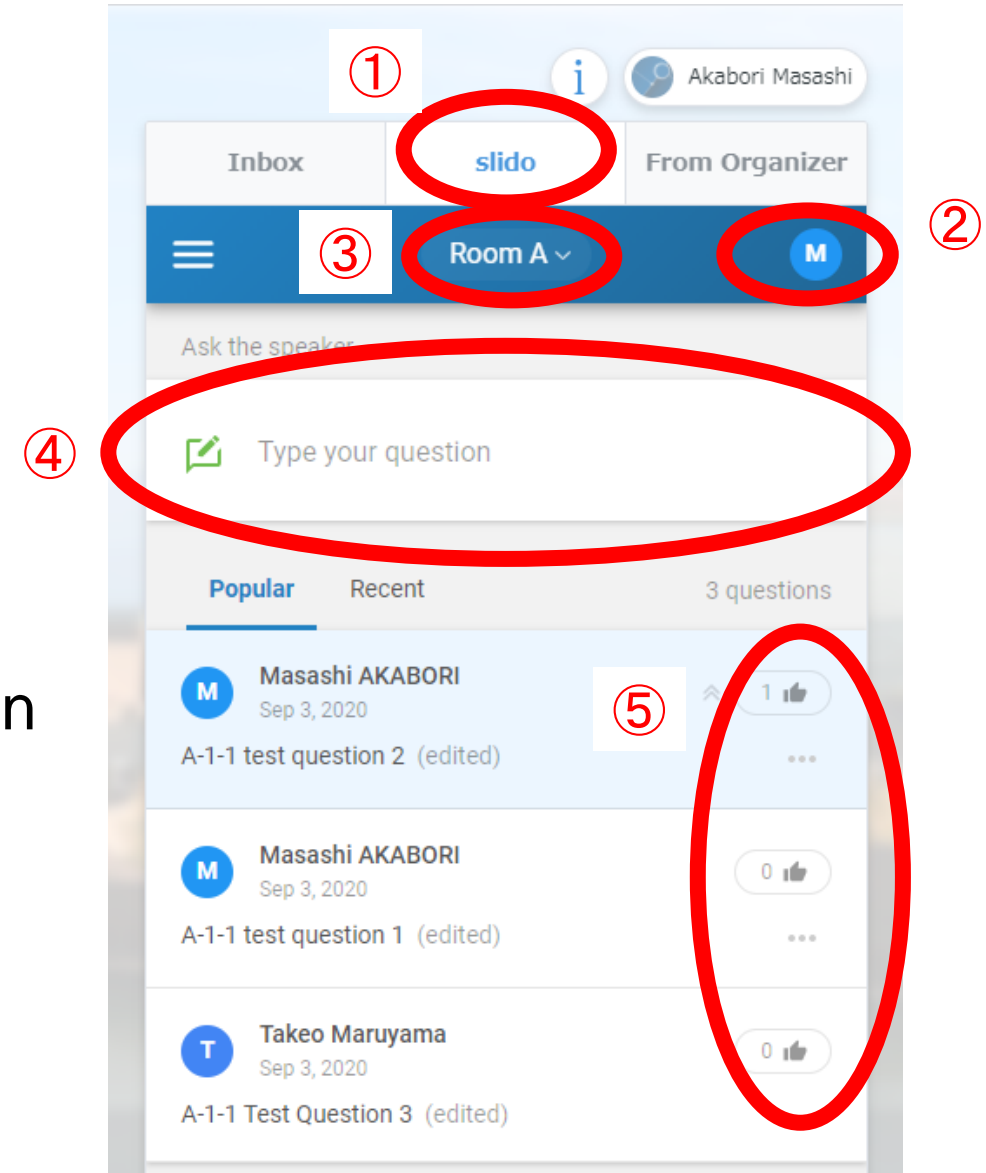 ①
i
Akabori Masashi
Inbox slido From Organizer
②
③ Room A M
Ask the speaker
④ Type your question
Popular Recent 3 questions
M Masashi AKABORI 1
n
Sep 3, 2020
⑤
A-1-1 test question 2 (edited)
M Masashi AKABORI 0
Sep 3, 2020
A-1-1 test question 1 (edited)
T Takeo Maruyama 0
Sep 3, 2020
A-1-1 Test Question 3 (edited)